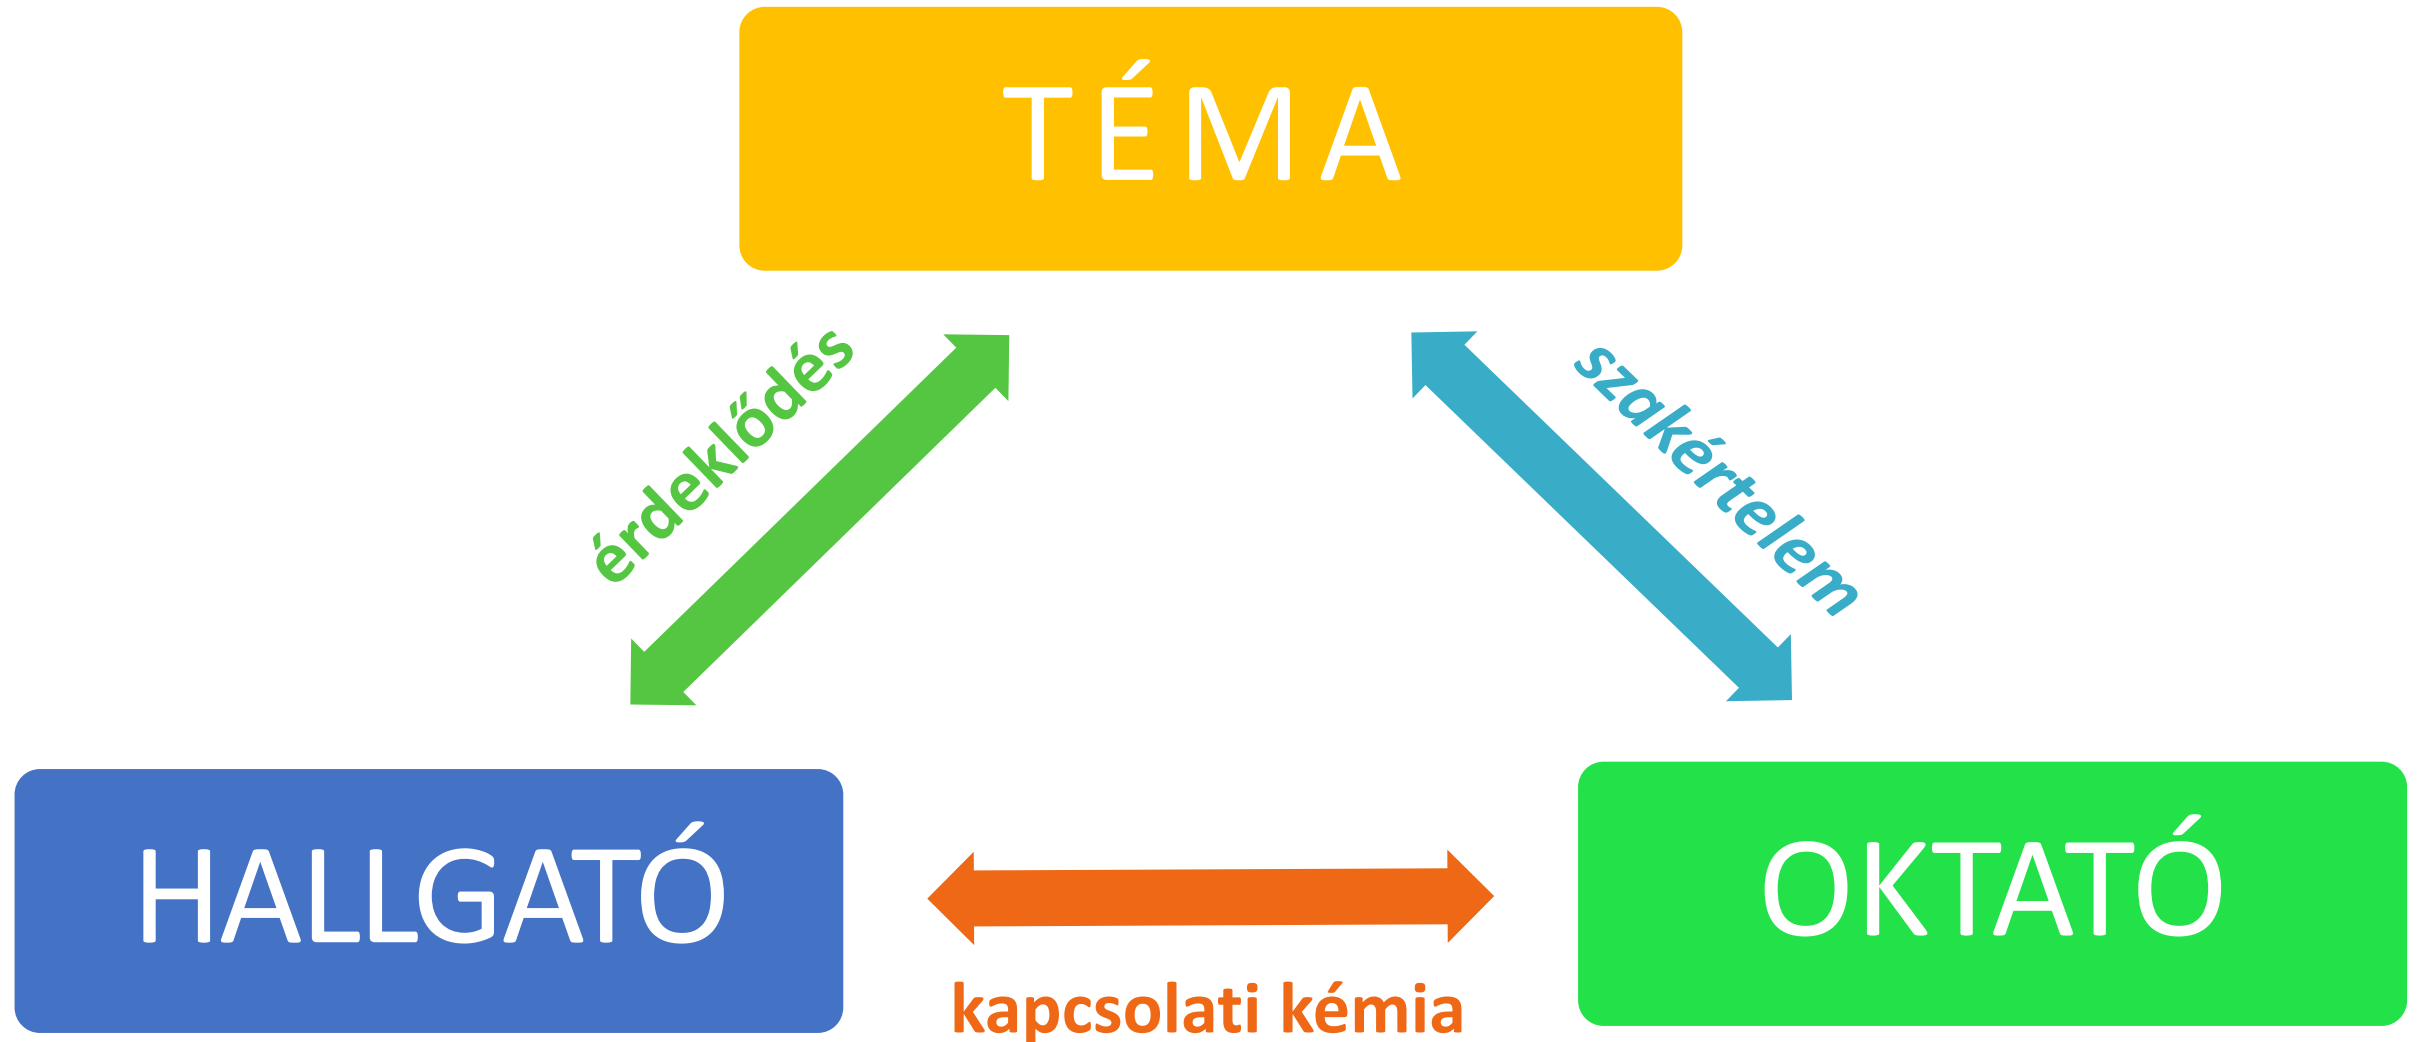 TÉMA
érdeklődés
szakértelem
HALLGATÓ
OKTATÓ
kapcsolati kémia